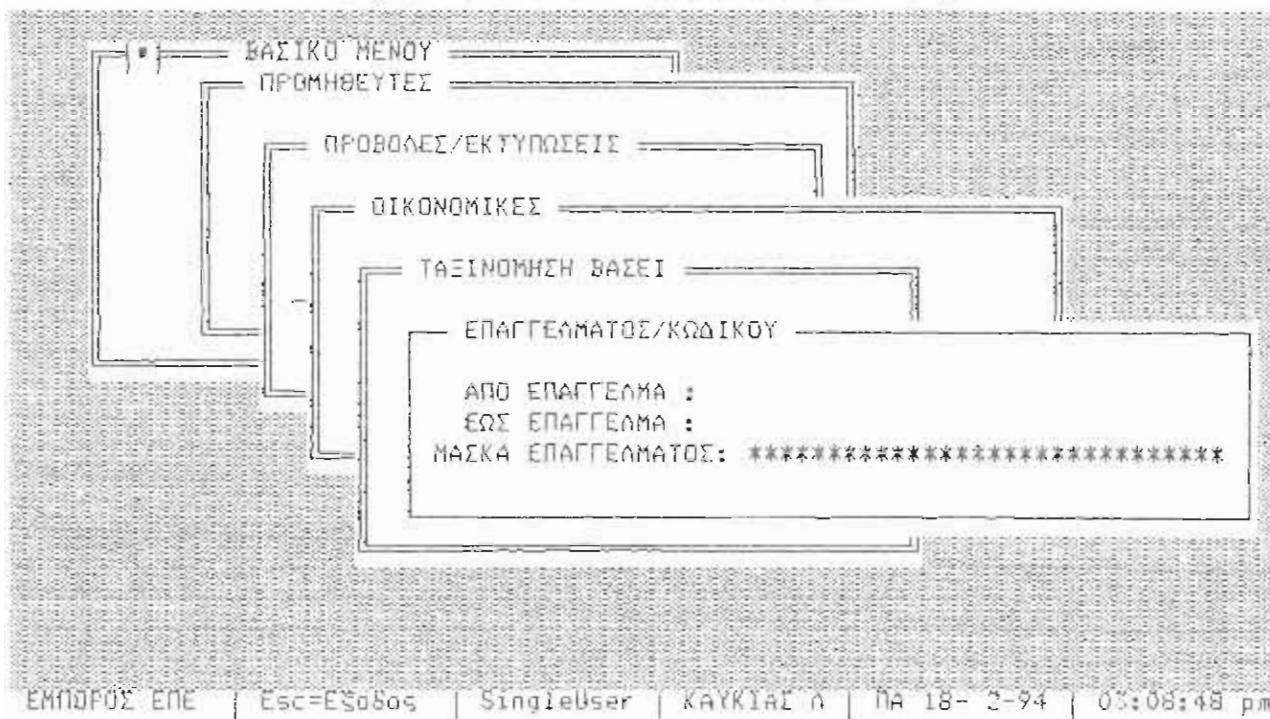 ΒΑΣΙΚΟ ΜΕΝΟΥ
ΠΡΟΜΗΘΕΥΤΕΣ
ΠΡΟΒΟΛΕΣ/ΕΚΤΥΠΩΣΕΙΣ
ΟΙΚΟΝΟΜΙΚΕΣ
ΤΑΞΙΝΟΜΗΣΗ ΒΑΣΕΙ
ΕΠΑΓΓΕΛΜΑΤΟΣ/ΚΩΔΙΚΟΥ
ΑΠΟ ΕΠΑΓΓΕΛΜΑ :
ΕΩΣ ΕΠΑΓΓΕΛΜΑ :
ΜΑΣΚΑ ΕΠΑΓΓΕΛΜΑΤΟΣ: ******************************
ΕΜΠΟΡΟΣ ΕΠΕ | Esc=Εξοδος | SingleUser | ΚΑΥΚΙΑΣ Λ | ΠΑ 18- 2-94 | 03:08:48 pm